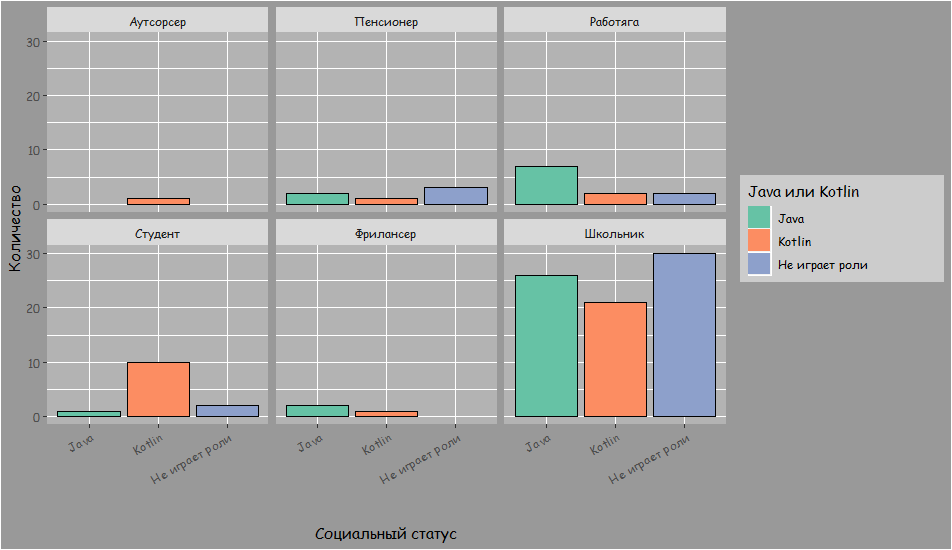 Аутсорсер
Пенсионер
Работяга
30
20
10
0
Количество
Студент
Фрилансер
Школьник
30
20
10
0
Java
Kotlin
Не играет роли
Java
Kotlin
Не играет роли
Java
Kotlin
Не играет роли
Социальный статус
Java или Kotlin
Java
Kotlin
Не играет роли